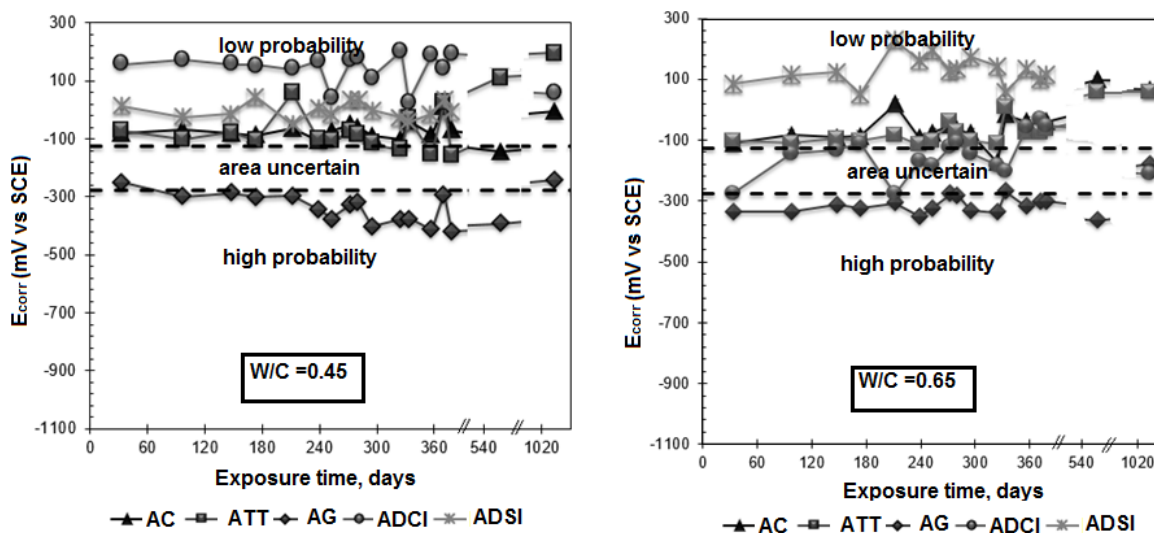 300
100
-100
-300
-500
-700
-900
-1100
Ecorr (mV vs SCE)
low probability
area uncertain
high probability
W/C =0.45
0 60 120 180 240 300 360 // 540 // 1020
Exposure time, days
AC ATT AG ADCI ADSI
300
100
-100
-300
-500
-700
-900
-1100
Ecorr (mV vs SCE)
low probability
area uncertain
high probability
W/C =0.65
0 60 120 180 240 300 360 // 540 // 1020
Exposure time, days
AC ATT AG ADCI ADSI